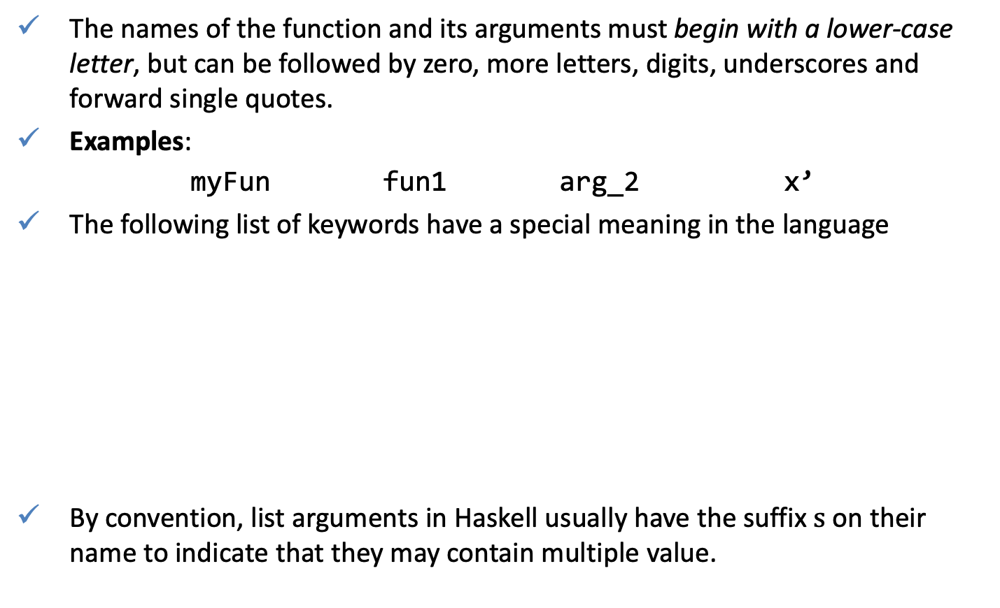 ✓ The names of the function and its arguments must begin with a lower-case
letter, but can be followed by zero, more letters, digits, underscores and
forward single quotes.
✓ Examples:
myFun fun1 arg_2 x’
✓ The following list of keywords have a special meaning in the language
✓ By convention, list arguments in Haskell usually have the suffix s on their
name to indicate that they may contain multiple value.